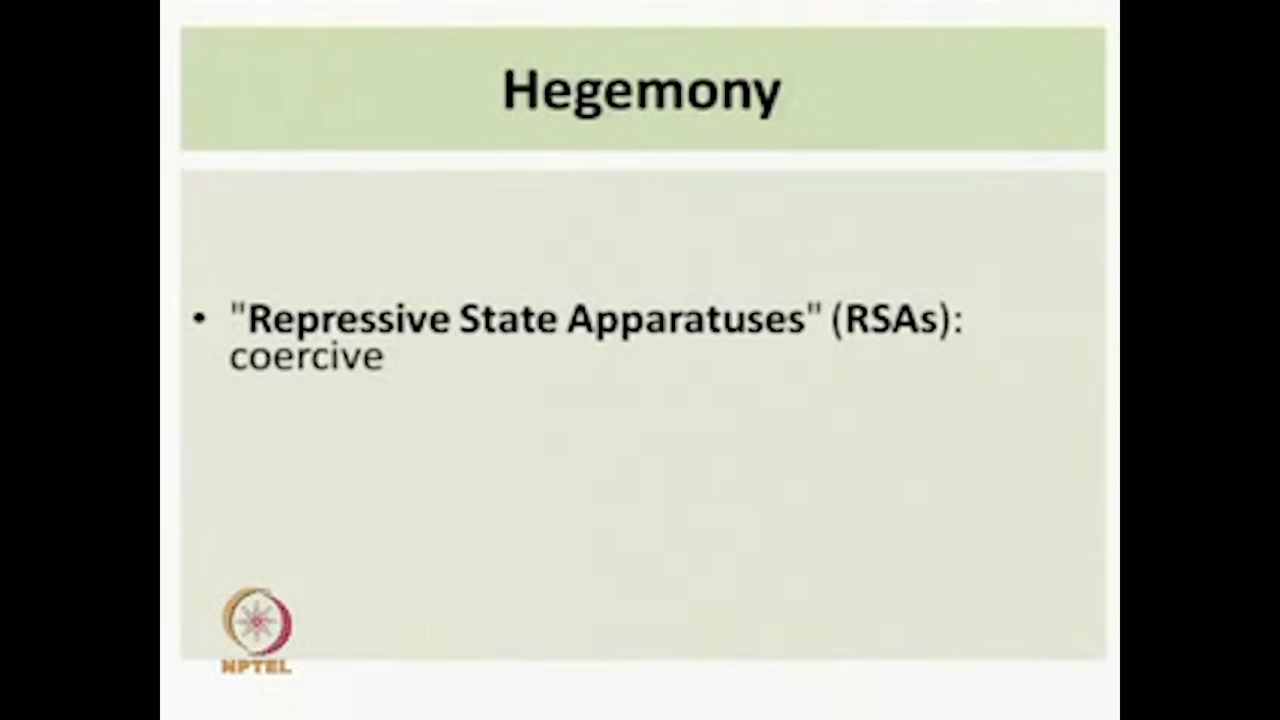 Hegemony
• "Repressive State Apparatuses" (RSAs):
coercive
NPTEL